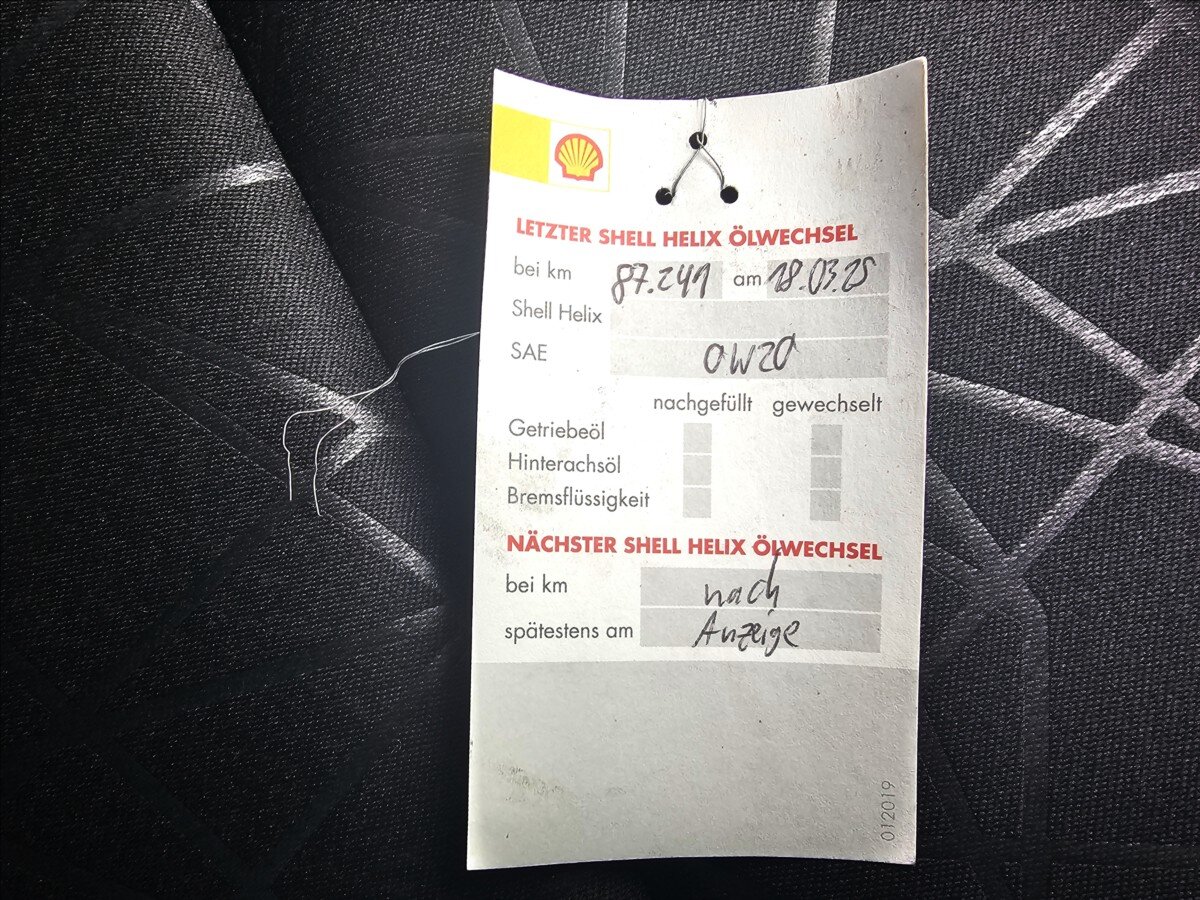 LETZTER SHELL HELIX ÖLWECHSEL
bei km 87.241 am 18.03.25
Shell Helix
SAE 0W20
nachgefüllt gewechselt
Getriebeöl
Hinterachsöl
Bremsflüssigkeit
NÄCHSTER SHELL HELIX ÖLWECHSEL
bei km nach
spätestens am Anzeige
012019